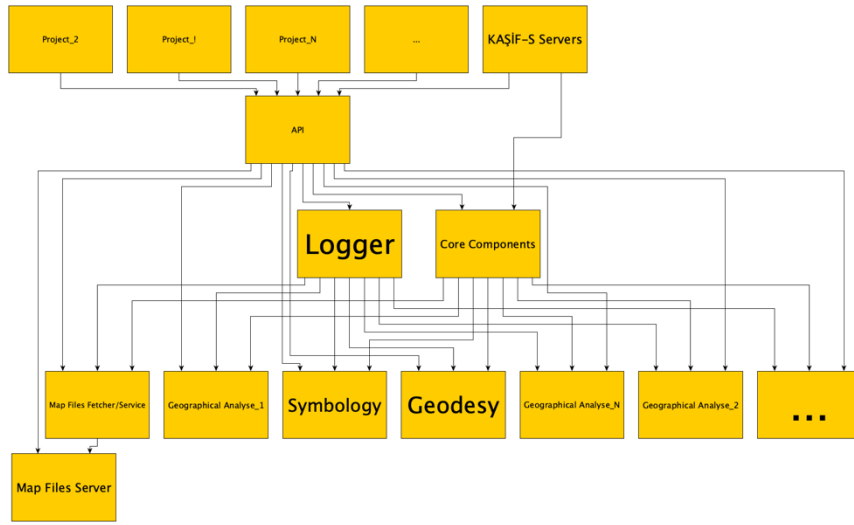 Project_2
Project_!
Project_N
...
KAŞİF-S Servers
API
Logger
Core Components
Map Files Fetcher/Service
Geographical Analyse_1
Symbology
Geodesy
Geographical Analyse_N
Geographical Analyse_2
...
Map Files Server